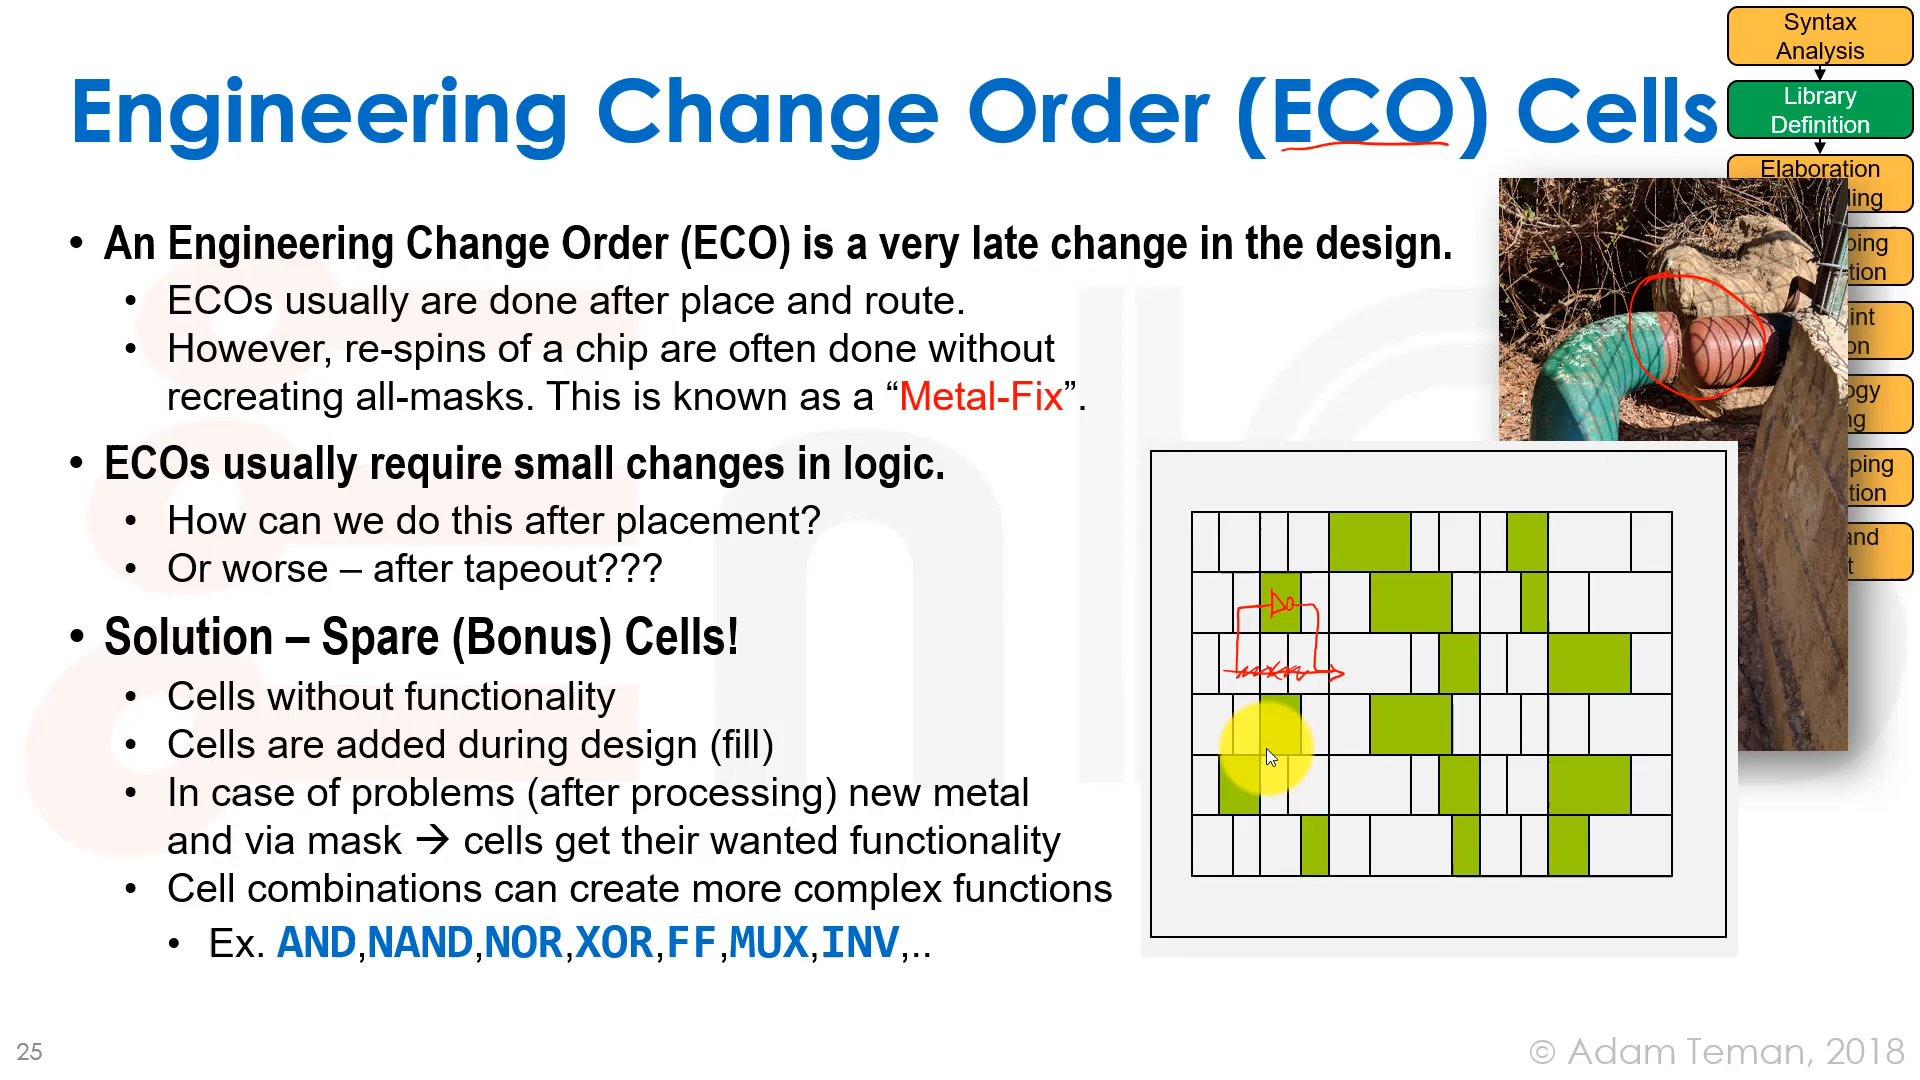 Engineering Change Order (ECO) Cells
• An Engineering Change Order (ECO) is a very late change in the design.
• ECOs usually are done after place and route.
• However, re-spins of a chip are often done without
recreating all-masks. This is known as a “Metal-Fix”.
• ECOs usually require small changes in logic.
• How can we do this after placement?
• Or worse – after tapeout???
• Solution – Spare (Bonus) Cells!
• Cells without functionality
• Cells are added during design (fill)
• In case of problems (after processing) new metal
and via mask → cells get their wanted functionality
• Cell combinations can create more complex functions
• Ex. AND,NAND,NOR,XOR,FF,MUX,INV,..
Syntax
Analysis
Library
Definition
Elaboration
25
© Adam Teman, 2018